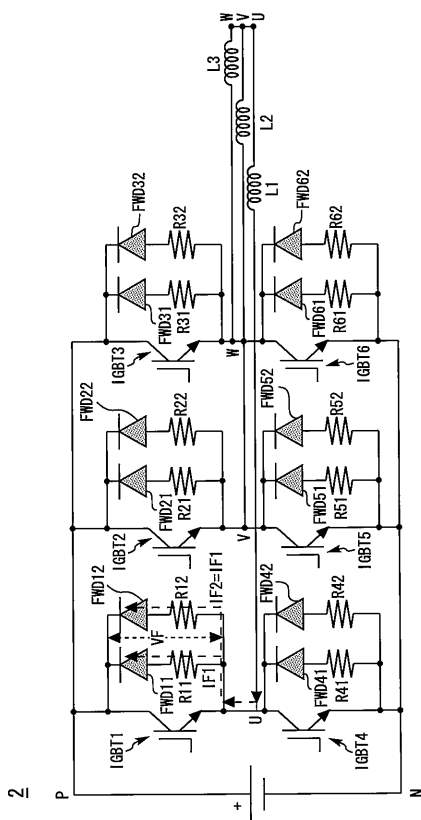 2
P
IGBT1
FWD11
FWD12
VF
R11
R12
IF1
IF2=IF1
IGBT2
FWD21
FWD22
R21
R22
IGBT3
FWD31
FWD32
R31
R32
+
U
V
W
IGBT4
FWD41
FWD42
R41
R42
IGBT5
FWD51
FWD52
R51
R52
IGBT6
FWD61
FWD62
R61
R62
N
L1
L2
L3
W
V
U